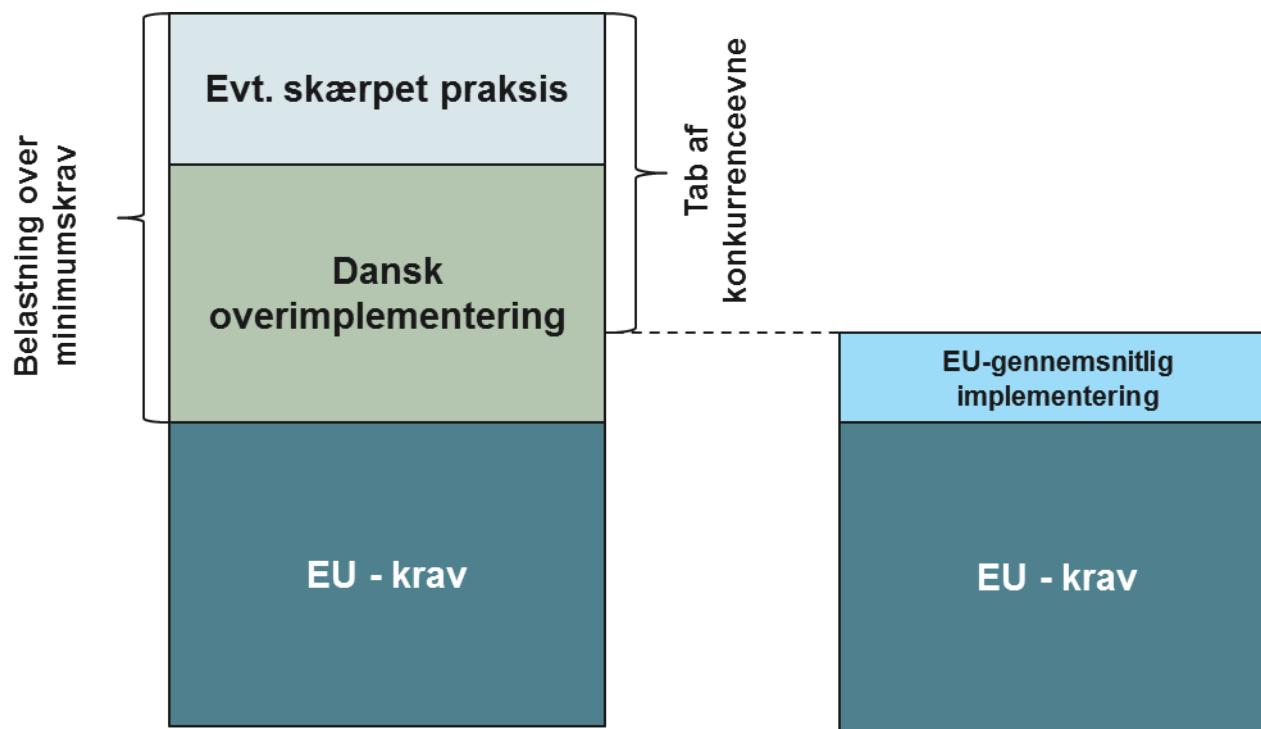 Belastning over
minimumskrav
Evt. skærpet praksis
Dansk
overimplementering
EU - krav
Tab af
konkurrenceevne
EU-gennemsnitlig
implementering
EU - krav